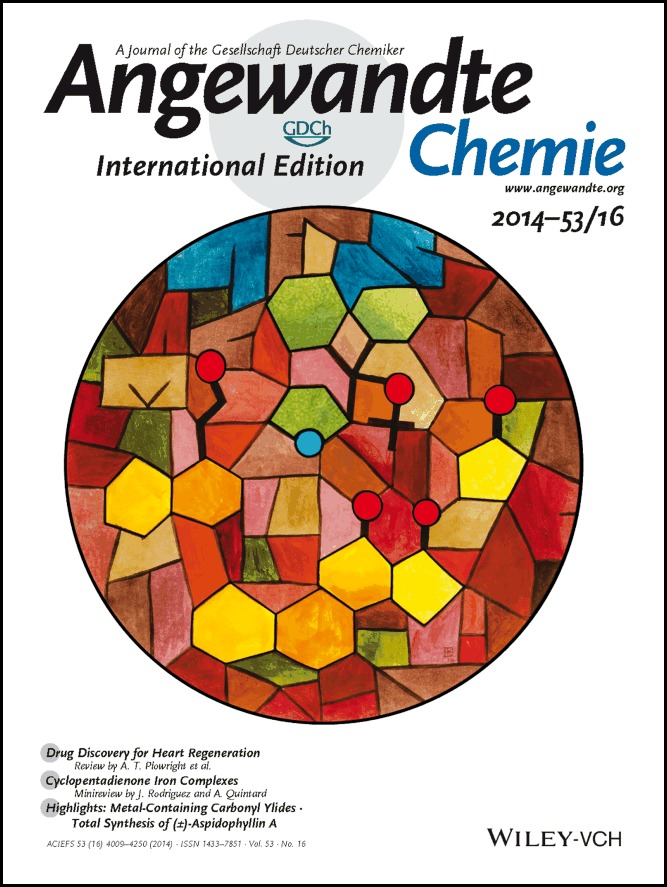 A Journal of the Gesellschaft Deutscher Chemiker
Angewandte
GDCh
Chemie
International Edition
www.angewandte.org
2014–53/16
Drug Discovery for Heart Regeneration
Review by A. T. Plowright et al.
Cyclopentadienone Iron Complexes
Minireview by J. Rodriguez and A. Quintard
Highlights: Metal-Containing Carbonyl Ylides ·
Total Synthesis of (±)-Aspidophyllin A
ACIEFS 53 (16) 4009–4250 (2014) · ISSN 1433–7851 · Vol. 53 · No. 16
WILEY-VCH